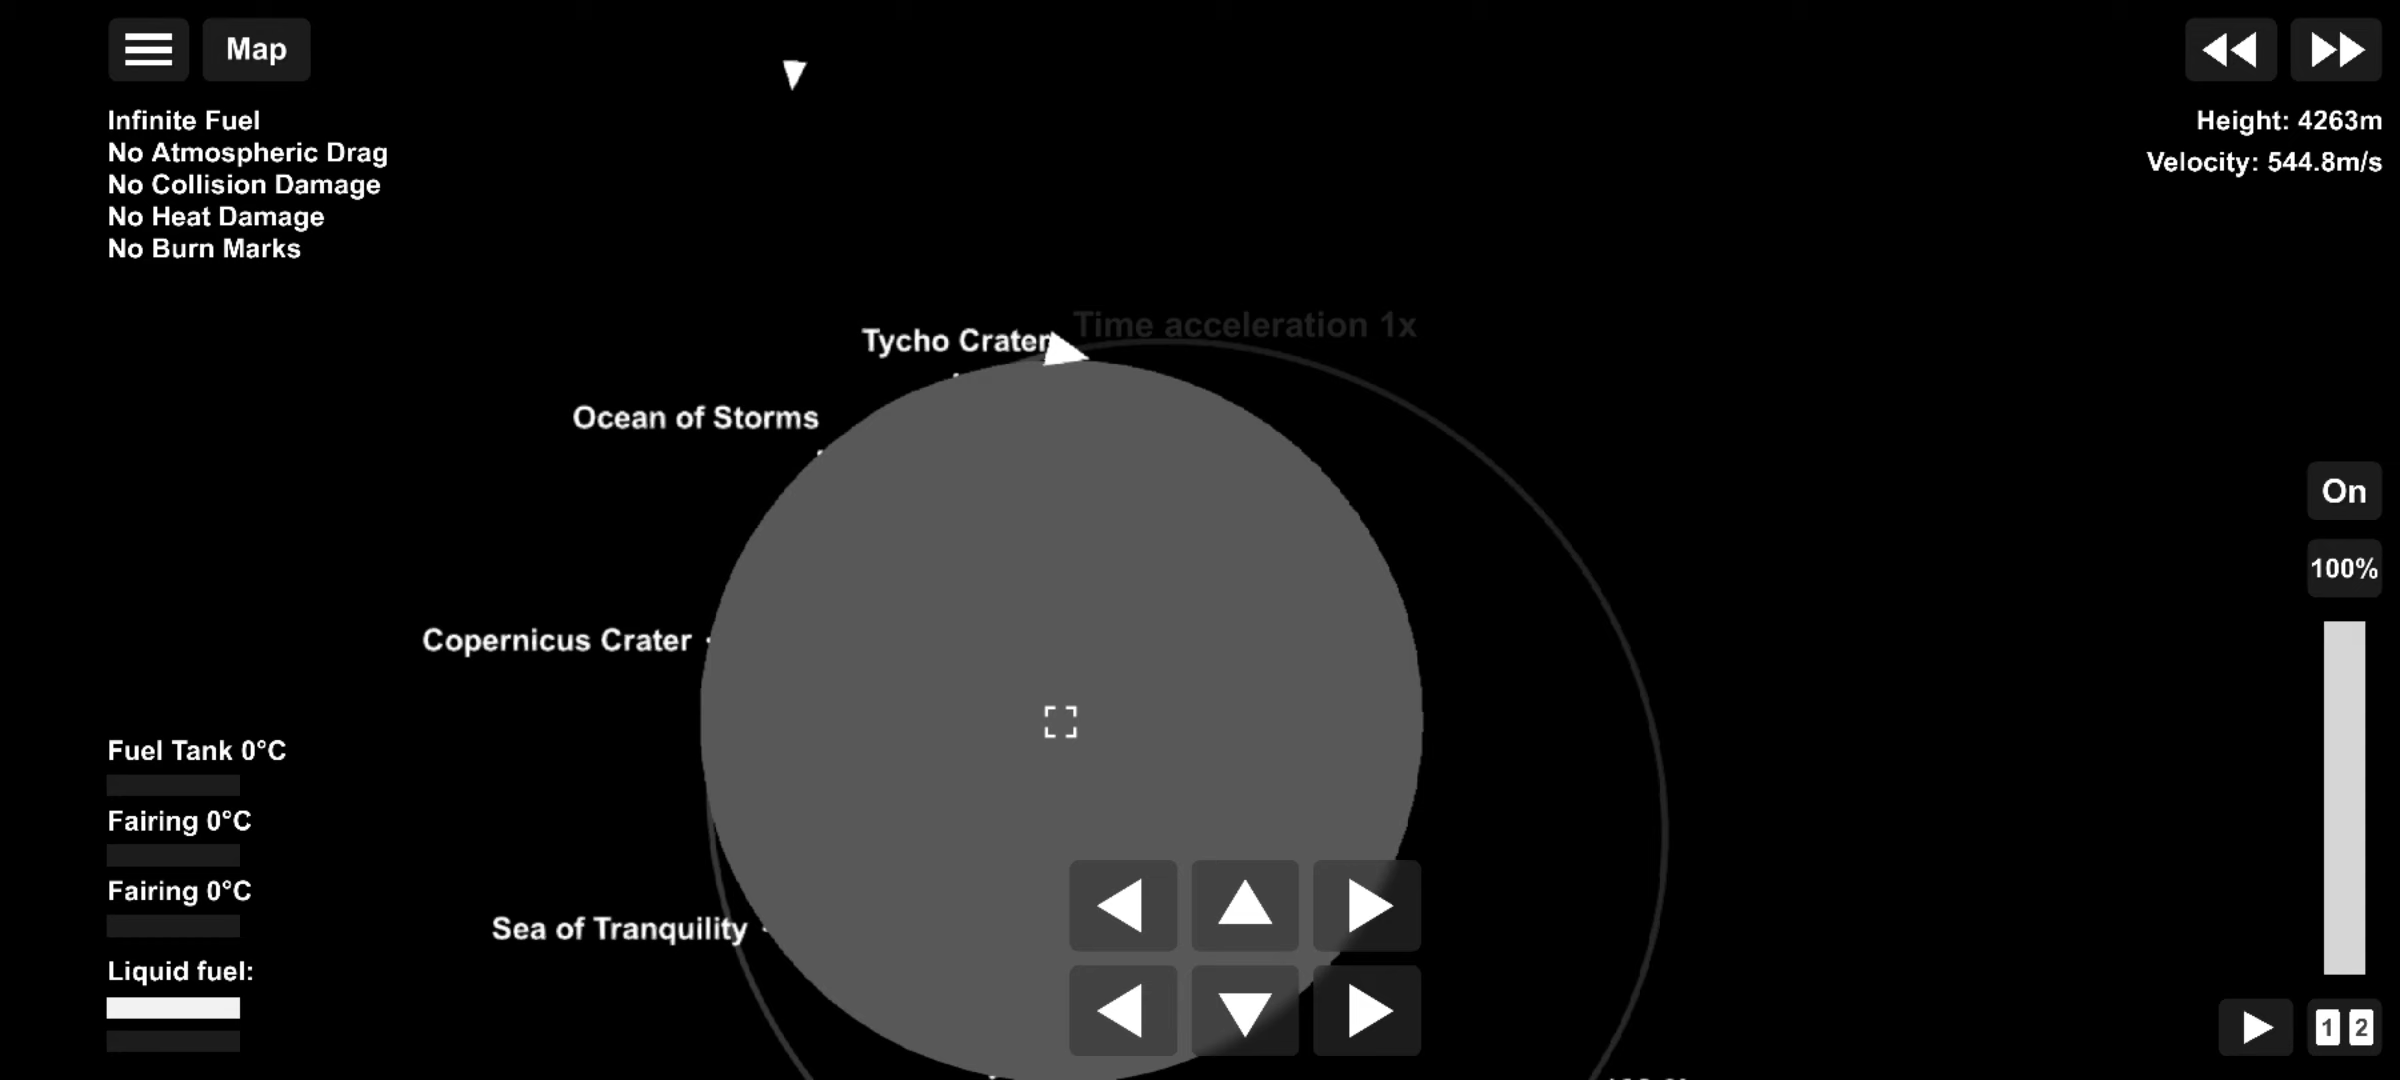 Map
Infinite Fuel
No Atmospheric Drag
No Collision Damage
No Heat Damage
No Burn Marks
Height: 4263m
Velocity: 544.8m/s
Time acceleration 1x
Tycho Crater
Ocean of Storms
Copernicus Crater
Sea of Tranquility
On
100%
Fuel Tank 0°C
Fairing 0°C
Fairing 0°C
Liquid fuel:
1 2